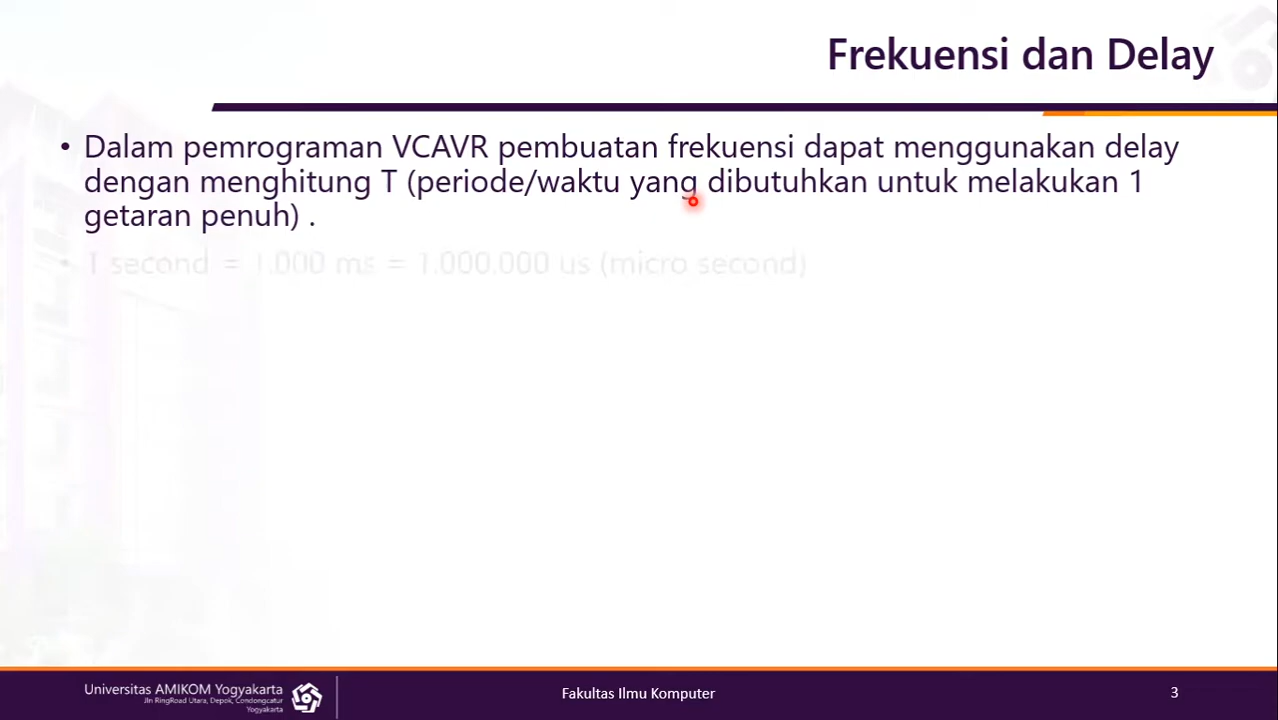 Frekuensi dan Delay
• Dalam pemrograman VCAVR pembuatan frekuensi dapat menggunakan delay
dengan menghitung T (periode/waktu yang dibutuhkan untuk melakukan 1
getaran penuh) .
• 1 second = 1.000 ms = 1.000.000 us (micro second)
Universitas AMIKOM Yogyakarta
Jln RingRoad Utara, Depok, Condongcatur
Yogyakarta
Fakultas Ilmu Komputer
3